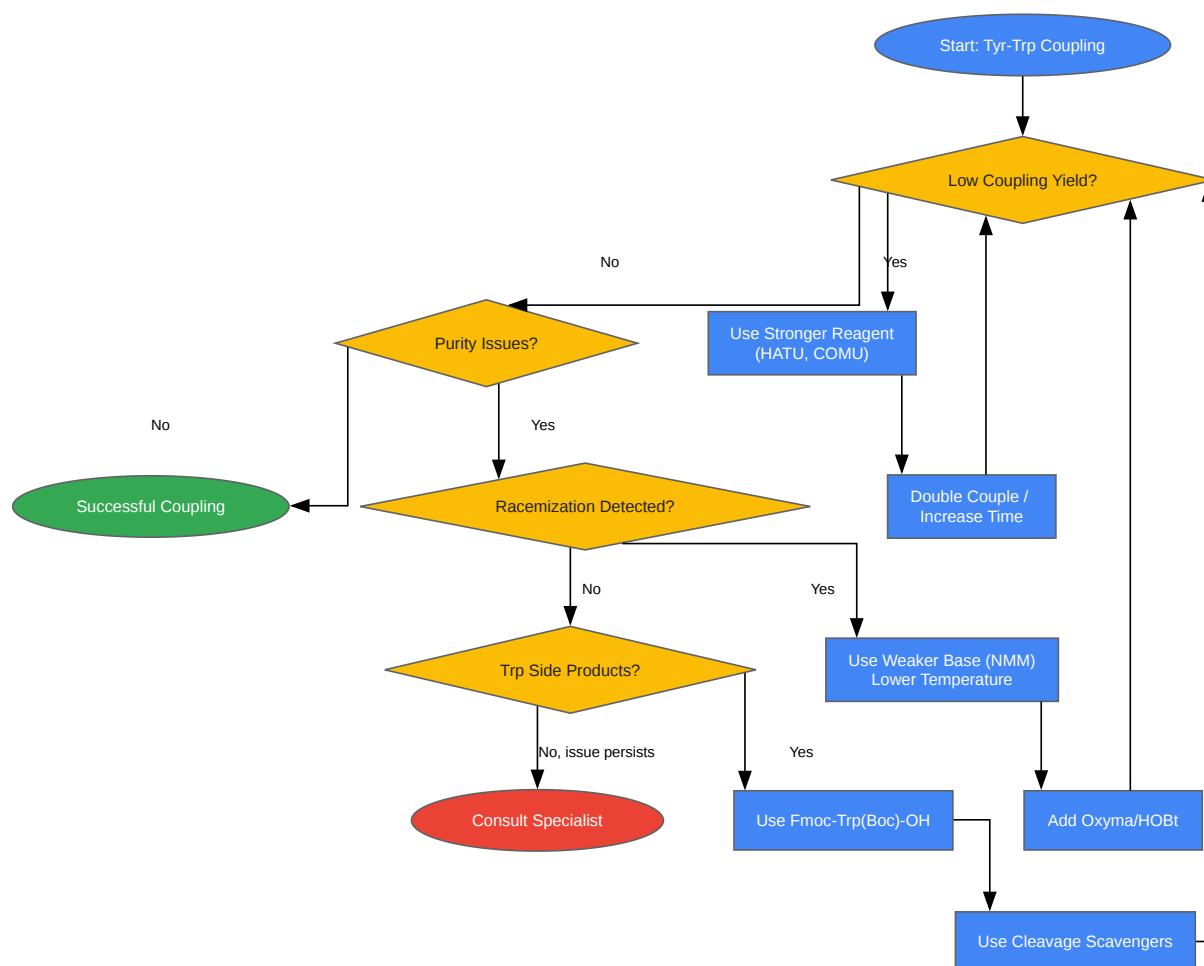 Start: Tyr-Trp Coupling
Low Coupling Yield?
No
Yes
Use Stronger Reagent
(HATU, COMU)
Purity Issues?
No
Yes
Successful Coupling
Racemization Detected?
Double Couple /
Increase Time
No
Yes
Trp Side Products?
Use Weaker Base (NMM)
Lower Temperature
No, issue persists
Yes
Consult Specialist
Use Fmoc-Trp(Boc)-OH
Add Oxyma/HOBt
Use Cleavage Scavengers